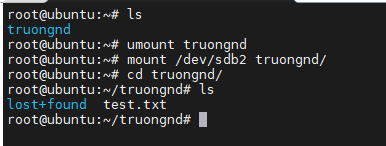 root@ubuntu:~# ls
truongnd
root@ubuntu:~# umount truongnd
root@ubuntu:~# mount /dev/sdb2 truongnd/
root@ubuntu:~# cd truongnd/
root@ubuntu:~/truongnd# ls
lost+found  test.txt
root@ubuntu:~/truongnd#